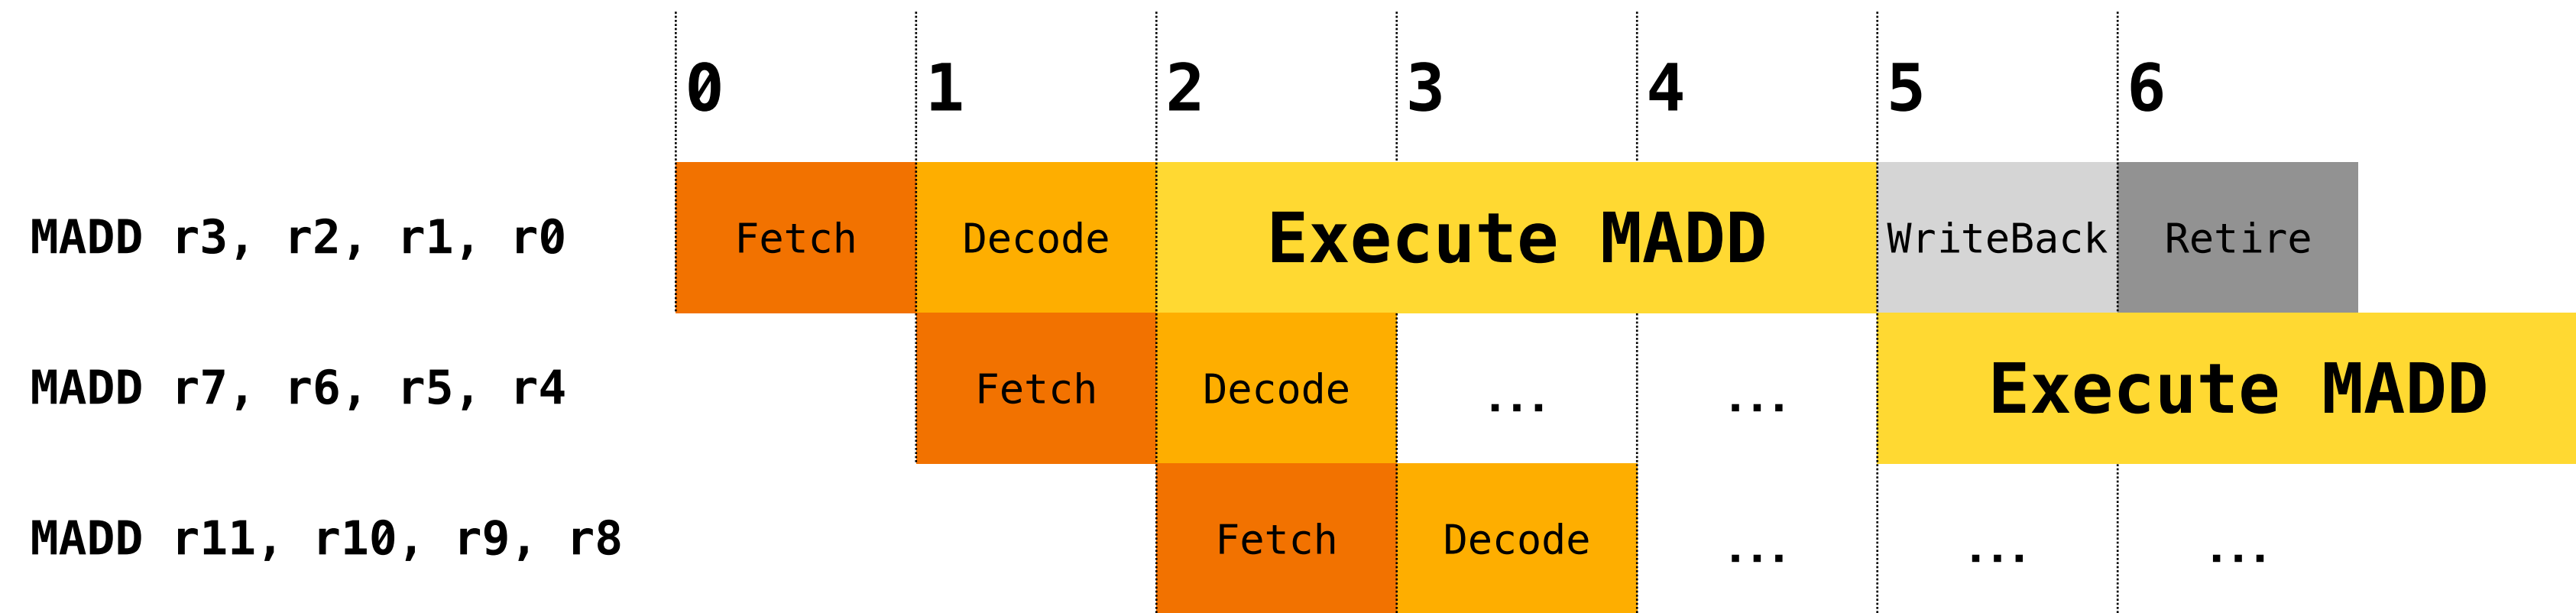 0 1 2 3 4 5 6
MADD r3, r2, r1, r0 Fetch Decode Execute MADD WriteBack Retire
MADD r7, r6, r5, r4 Fetch Decode ... ... Execute MADD
MADD r11, r10, r9, r8 Fetch Decode ... ... ...